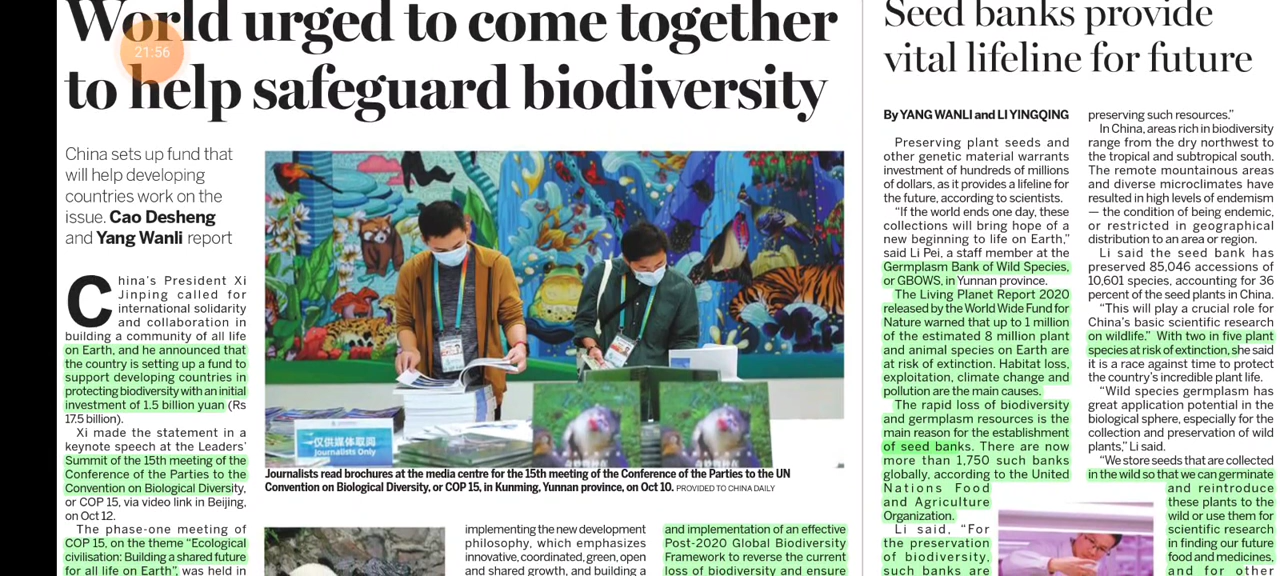 World urged to come together
to help safeguard biodiversity
21:56
China sets up fund that
will help developing
countries work on the
issue. Cao Desheng
and Yang Wanli report
China's President Xi
Jinping called for
international solidarity
and collaboration in
building a community of all life
on Earth, and he announced that
the country is setting up a fund to
support developing countries in
protecting biodiversity with an initial
investment of 1.5 billion yuan (Rs
17.5 billion).
Xi made the statement in a
keynote speech at the Leaders'
Summit of the 15th meeting of the
Conference of the Parties to the
Convention on Biological Diversity,
or COP 15, via video link in Beijing,
on Oct 12.
The phase-one meeting of
COP 15, on the theme "Ecological
civilisation: Building a shared future
for all life on Earth", was held in
仅供媒体取阅
Journalists Only
Journalists read brochures at the media centre for the 15th meeting of the Conference of the Parties to the UN
Convention on Biological Diversity, or COP 15, in Kunming, Yunnan province, on Oct 10. PROVIDED TO CHINA DAILY
implementing the new development
philosophy, which emphasizes
innovative, coordinated, green, open
and shared growth, and building a
and implementation of an effective
Post-2020 Global Biodiversity
Framework to reverse the current
loss of biodiversity and ensure
Seed banks provide
vital lifeline for future
By YANG WANLI and LI YINGQING
Preserving plant seeds and
other genetic material warrants
investment of hundreds of millions
of dollars, as it provides a lifeline for
the future, according to scientists.
"If the world ends one day, these
collections will bring hope of a
new beginning to life on Earth,"
said Li Pei, a staff member at the
Germplasm Bank of Wild Species,
or GBOWS, in Yunnan province.
The Living Planet Report 2020
released by the World Wide Fund for
Nature warned that up to 1 million
of the estimated 8 million plant
and animal species on Earth are
at risk of extinction. Habitat loss,
exploitation, climate change and
pollution are the main causes.
The rapid loss of biodiversity
and germplasm resources is the
main reason for the establishment
of seed banks. There are now
more than 1,750 such banks
globally, according to the United
Nations Food
and Agriculture
Organization.
Li said, "For
the preservation
of biodiversity,
such banks are
preserving such resources."
In China, areas rich in biodiversity
range from the dry northwest to
the tropical and subtropical south.
The remote mountainous areas
and diverse microclimates have
resulted in high levels of endemism
— the condition of being endemic,
or restricted in geographical
distribution to an area or region.
Li said the seed bank has
preserved 85,046 accessions of
10,601 species, accounting for 36
percent of the seed plants in China.
"This will play a crucial role for
China's basic scientific research
on wildlife." With two in five plant
species at risk of extinction, she said
it is a race against time to protect
the country's incredible plant life.
"Wild species germplasm has
great application potential in the
biological sphere, especially for the
collection and preservation of wild
plants," Li said.
"We store seeds that are collected
in the wild so that we can germinate
and reintroduce
these plants to the
wild or use them for
scientific research
in finding our future
food and medicines,
and for other